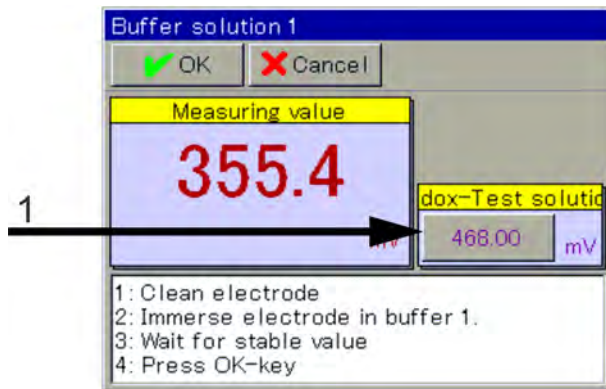 Buffer solution 1
OK
Cancel
Measuring value
355.4
dox-Test
468.00
mV
1
1: Clean electrode
2: Immerse electrode in buffer 1.
3: Wait for stable value
4: Press OK-key